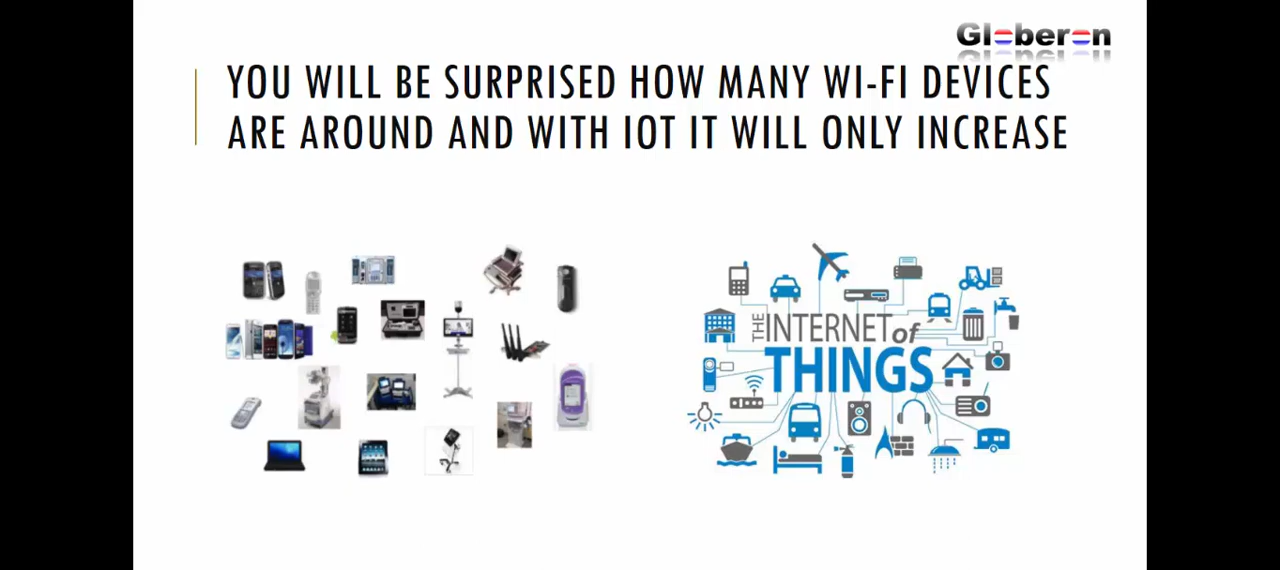 Globeron
YOU WILL BE SURPRISED HOW MANY WI-FI DEVICES
ARE AROUND AND WITH IOT IT WILL ONLY INCREASE
THE INTERNET of
THINGS